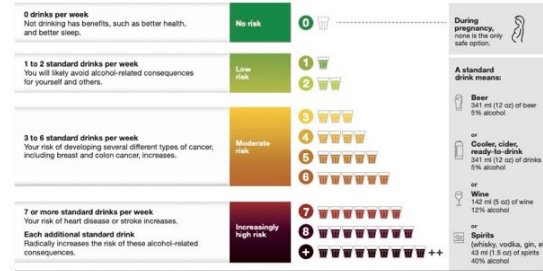 0 drinks per week
Not drinking has benefits, such as better health,
and better sleep.
No risk
0
During
pregnancy,
none is the only
safe option.
1 to 2 standard drinks per week
You will likely avoid alcohol-related consequences
for yourself and others.
Low
risk
1
2
3 to 6 standard drinks per week
Your risk of developing several different types of cancer,
including breast and colon cancer, increases.
Moderate
risk
3
4
5
6
7 or more standard drinks per week
Your risk of heart disease or stroke increases.
Each additional standard drink
Radically increases the risk of these alcohol-related
consequences.
Increasingly
high risk
7
8
+
++
A standard
drink means:
Beer
341 ml (12 oz) of beer
5% alcohol
or
Cooler, cider,
ready-to-drink
341 ml (12 oz) of drinks
5% alcohol
or
Wine
142 ml (5 oz) of wine
12% alcohol
or
Spirits
(whisky, vodka, gin, e
43 ml (1.5 oz) of spirits
40% alcohol